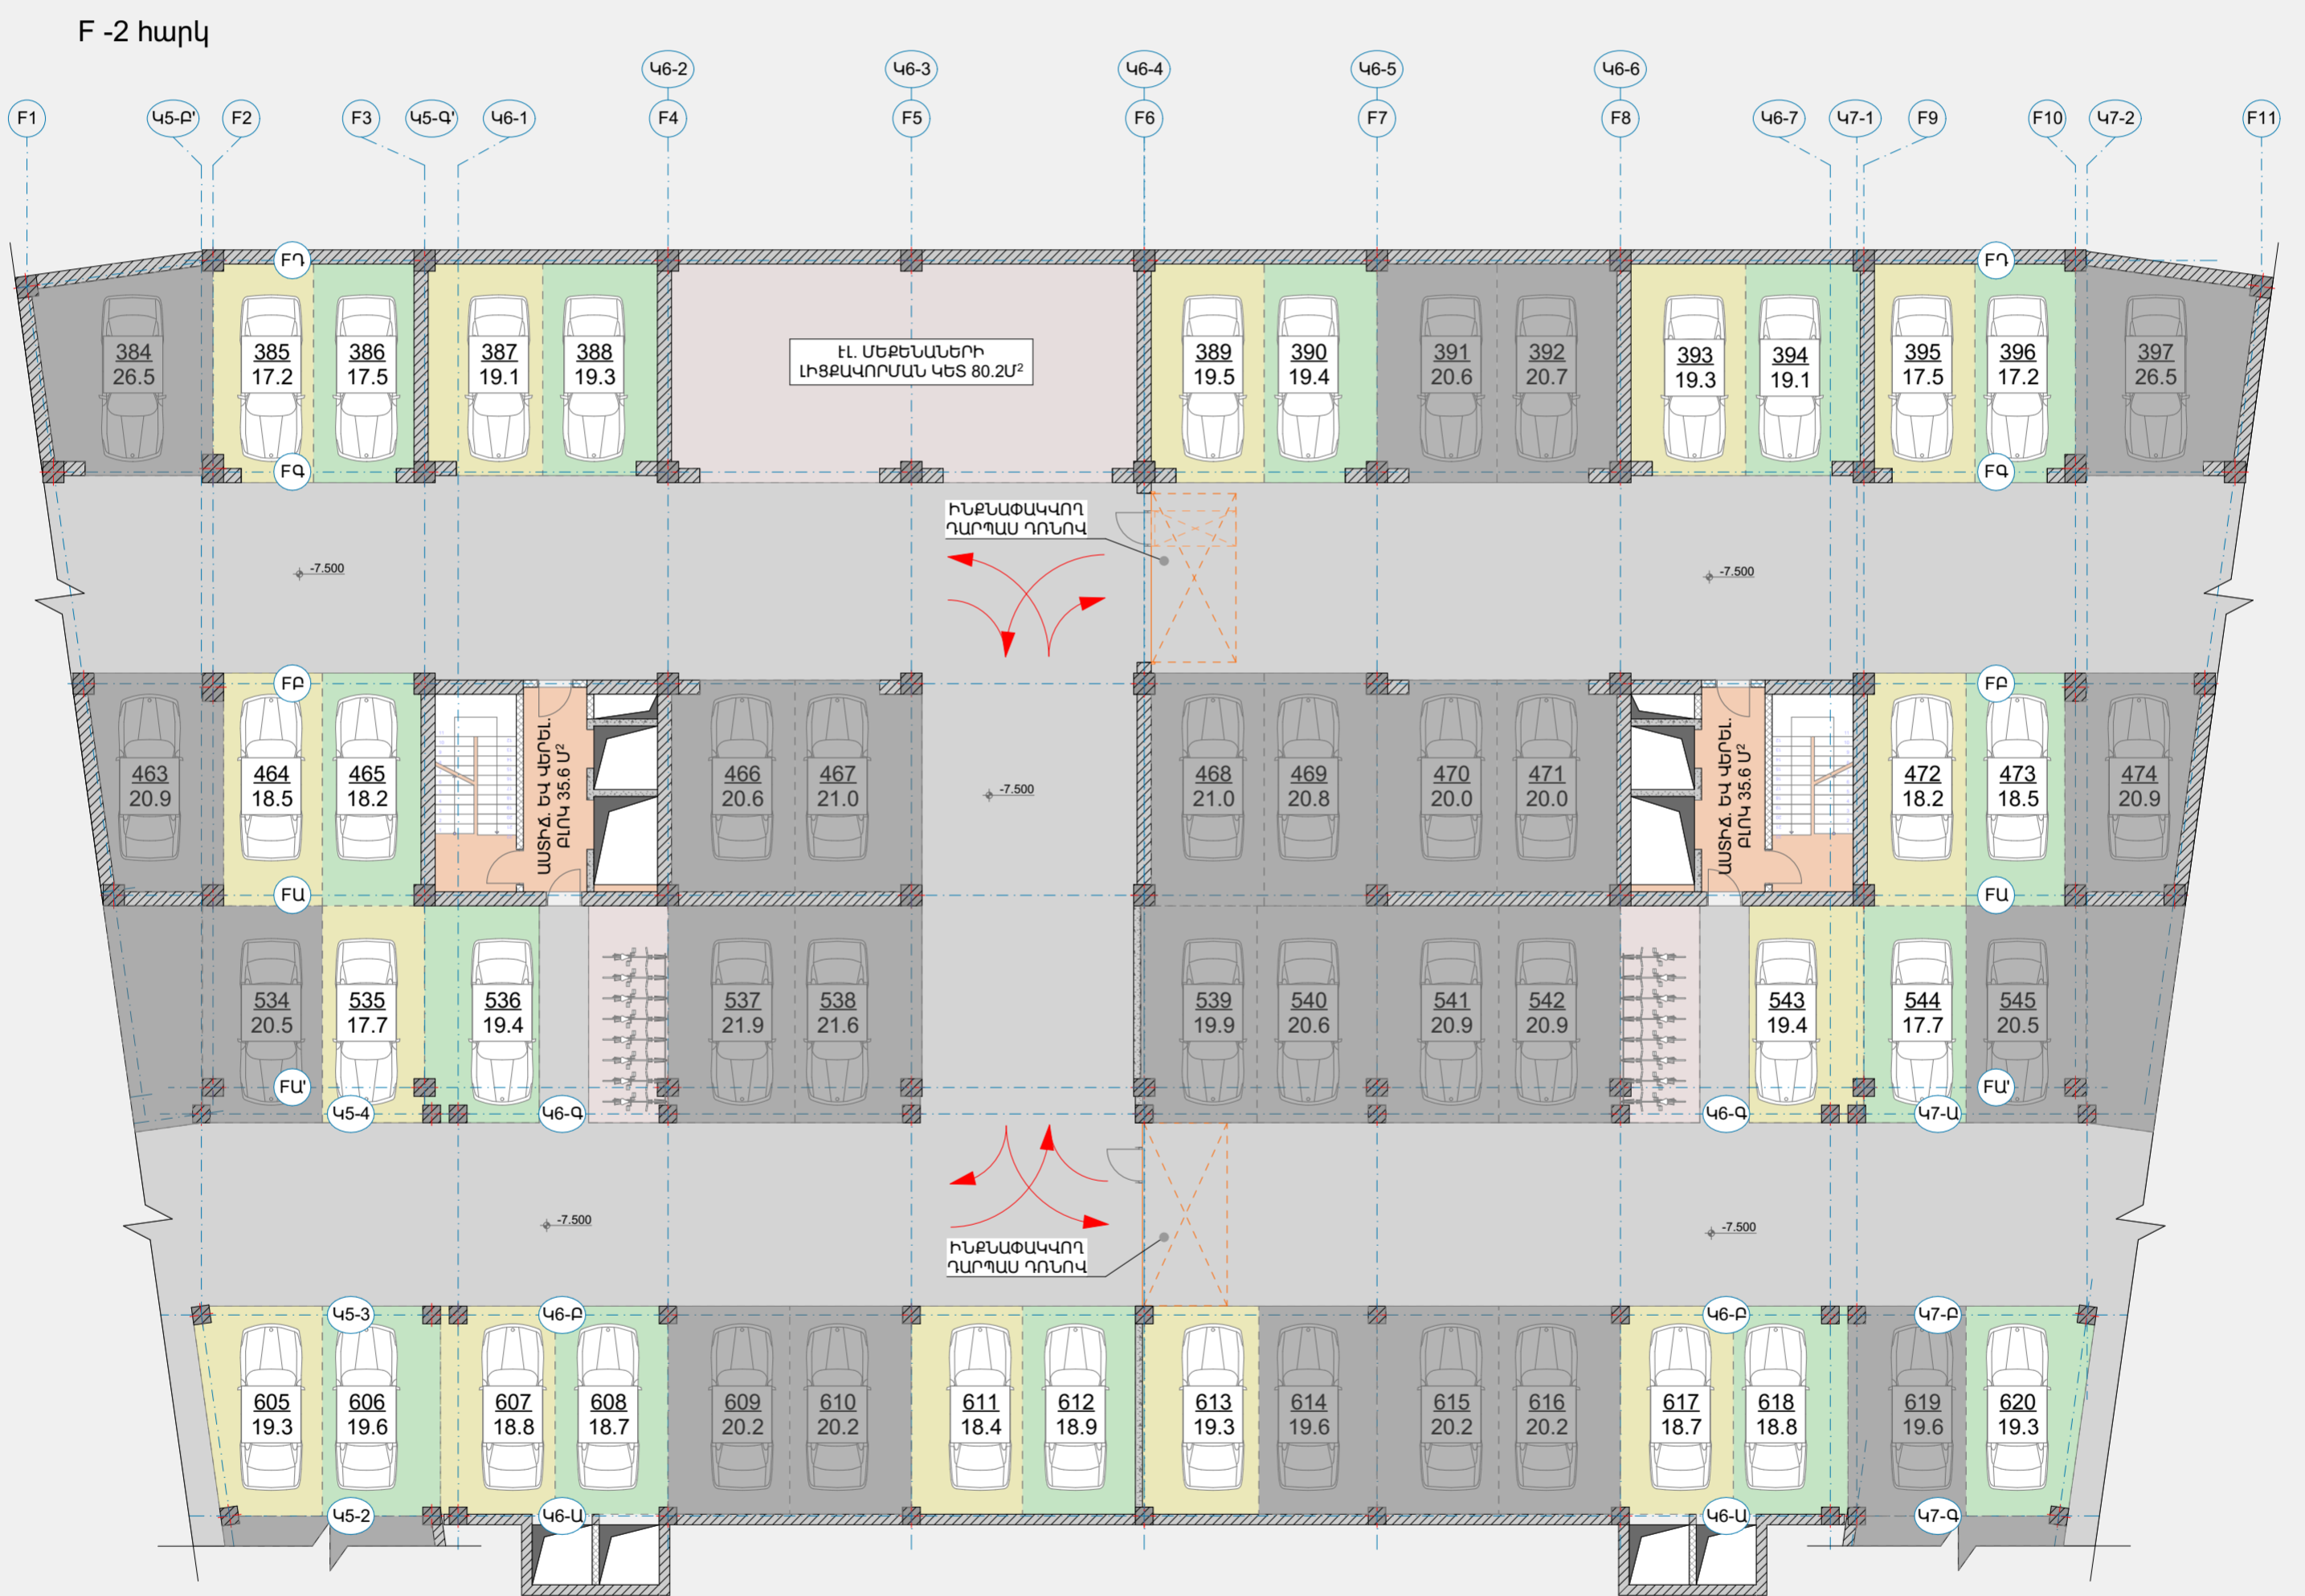 F -2 հարկ
Կ6-2 Կ6-3 Կ6-4 Կ6-5 Կ6-6
F1 Կ5-Բ' F2 F3 Կ5-Գ' Կ6-1 F4 F5 F6 F7 F8 Կ6-7 Կ7-1 F9 F10 Կ7-2 F11
FԴ FԴ
384 385 386 387 388 389 390 391 392 393 394 395 396 397
26.5 17.2 17.5 19.1 19.3 19.5 19.4 20.6 20.7 19.3 19.1 17.5 17.2 26.5
ԷԼ. ՄԵՔԵՆԱՆԵՐԻ
ԼԻՑՔԱՎՈՐՄԱՆ ԿԵՏ 80.2Մ²
FԳ FԳ
ԻՆՔՆԱՓԱԿՎՈՂ
ԴԱՐՊԱՍ ԴՌՆՈՎ
-7.500 -7.500
FԲ FԲ
463 464 465 466 467 468 469 470 471 472 473 474
20.9 18.5 18.2 20.6 21.0 21.0 20.8 20.0 20.0 18.2 18.5 20.9
ԱՍՏԻՃ. ԵՎ ՎԵՐԵԼ.
ԲԼՈԿ 35.6 Մ²
-7.500
ԱՍՏԻՃ. ԵՎ ՎԵՐԵԼ.
ԲԼՈԿ 35.6 Մ²
FԱ FԱ
534 535 536 537 538 539 540 541 542 543 544 545
20.5 17.7 19.4 21.9 21.6 19.9 20.6 20.9 20.9 19.4 17.7 20.5
FԱ' FԱ'
Կ5-4 Կ6-Գ Կ6-Գ Կ7-Ա
-7.500 -7.500
ԻՆՔՆԱՓԱԿՎՈՂ
ԴԱՐՊԱՍ ԴՌՆՈՎ
Կ5-3 Կ6-Բ Կ6-Բ Կ7-Բ
605 606 607 608 609 610 611 612 613 614 615 616 617 618 619 620
19.3 19.6 18.8 18.7 20.2 20.2 18.4 18.9 19.3 19.6 20.2 20.2 18.7 18.8 19.6 19.3
Կ5-2 Կ6-Ա Կ6-Ա Կ7-Գ